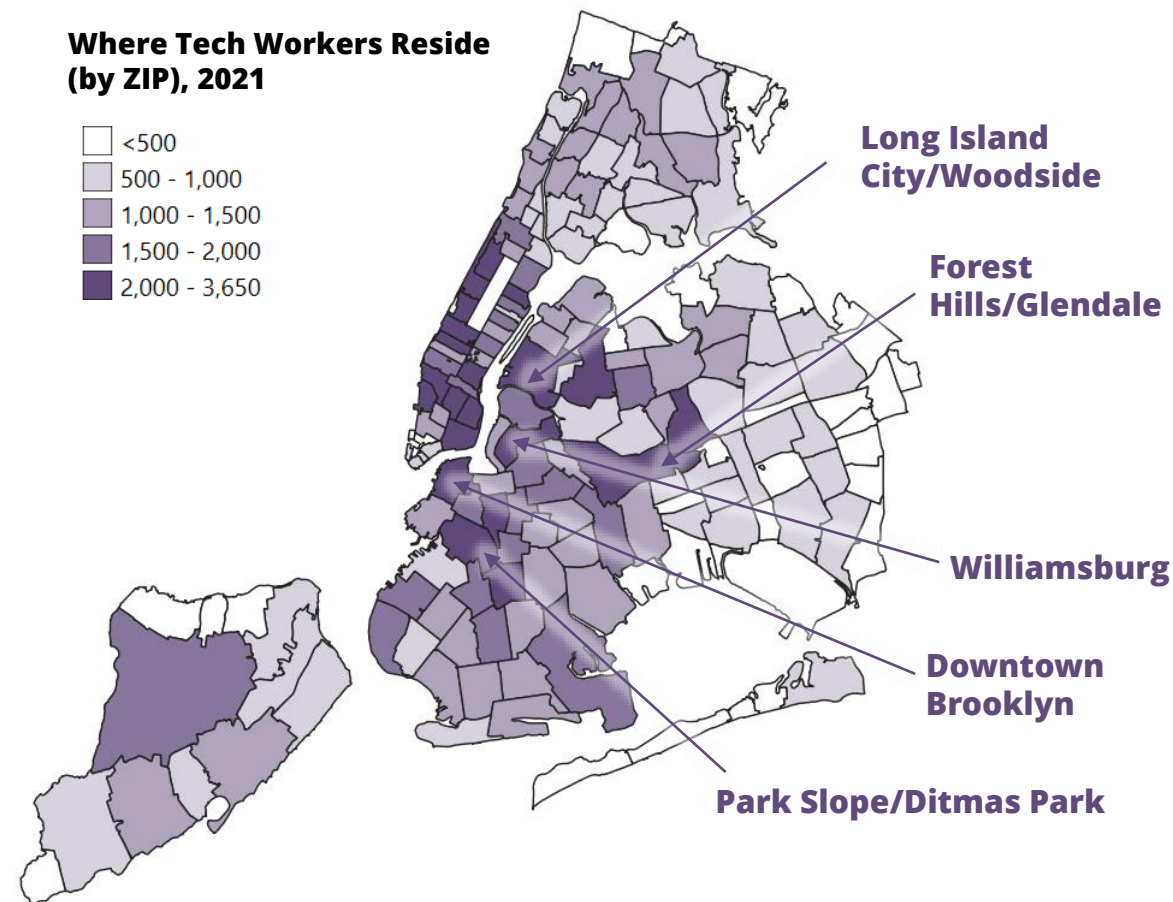 Where Tech Workers Reside
(by ZIP), 2021
<500
500 - 1,000
1,000 - 1,500
1,500 - 2,000
2,000 - 3,650
Long Island
City/Woodside
Forest
Hills/Glendale
Williamsburg
Downtown
Brooklyn
Park Slope/Ditmas Park